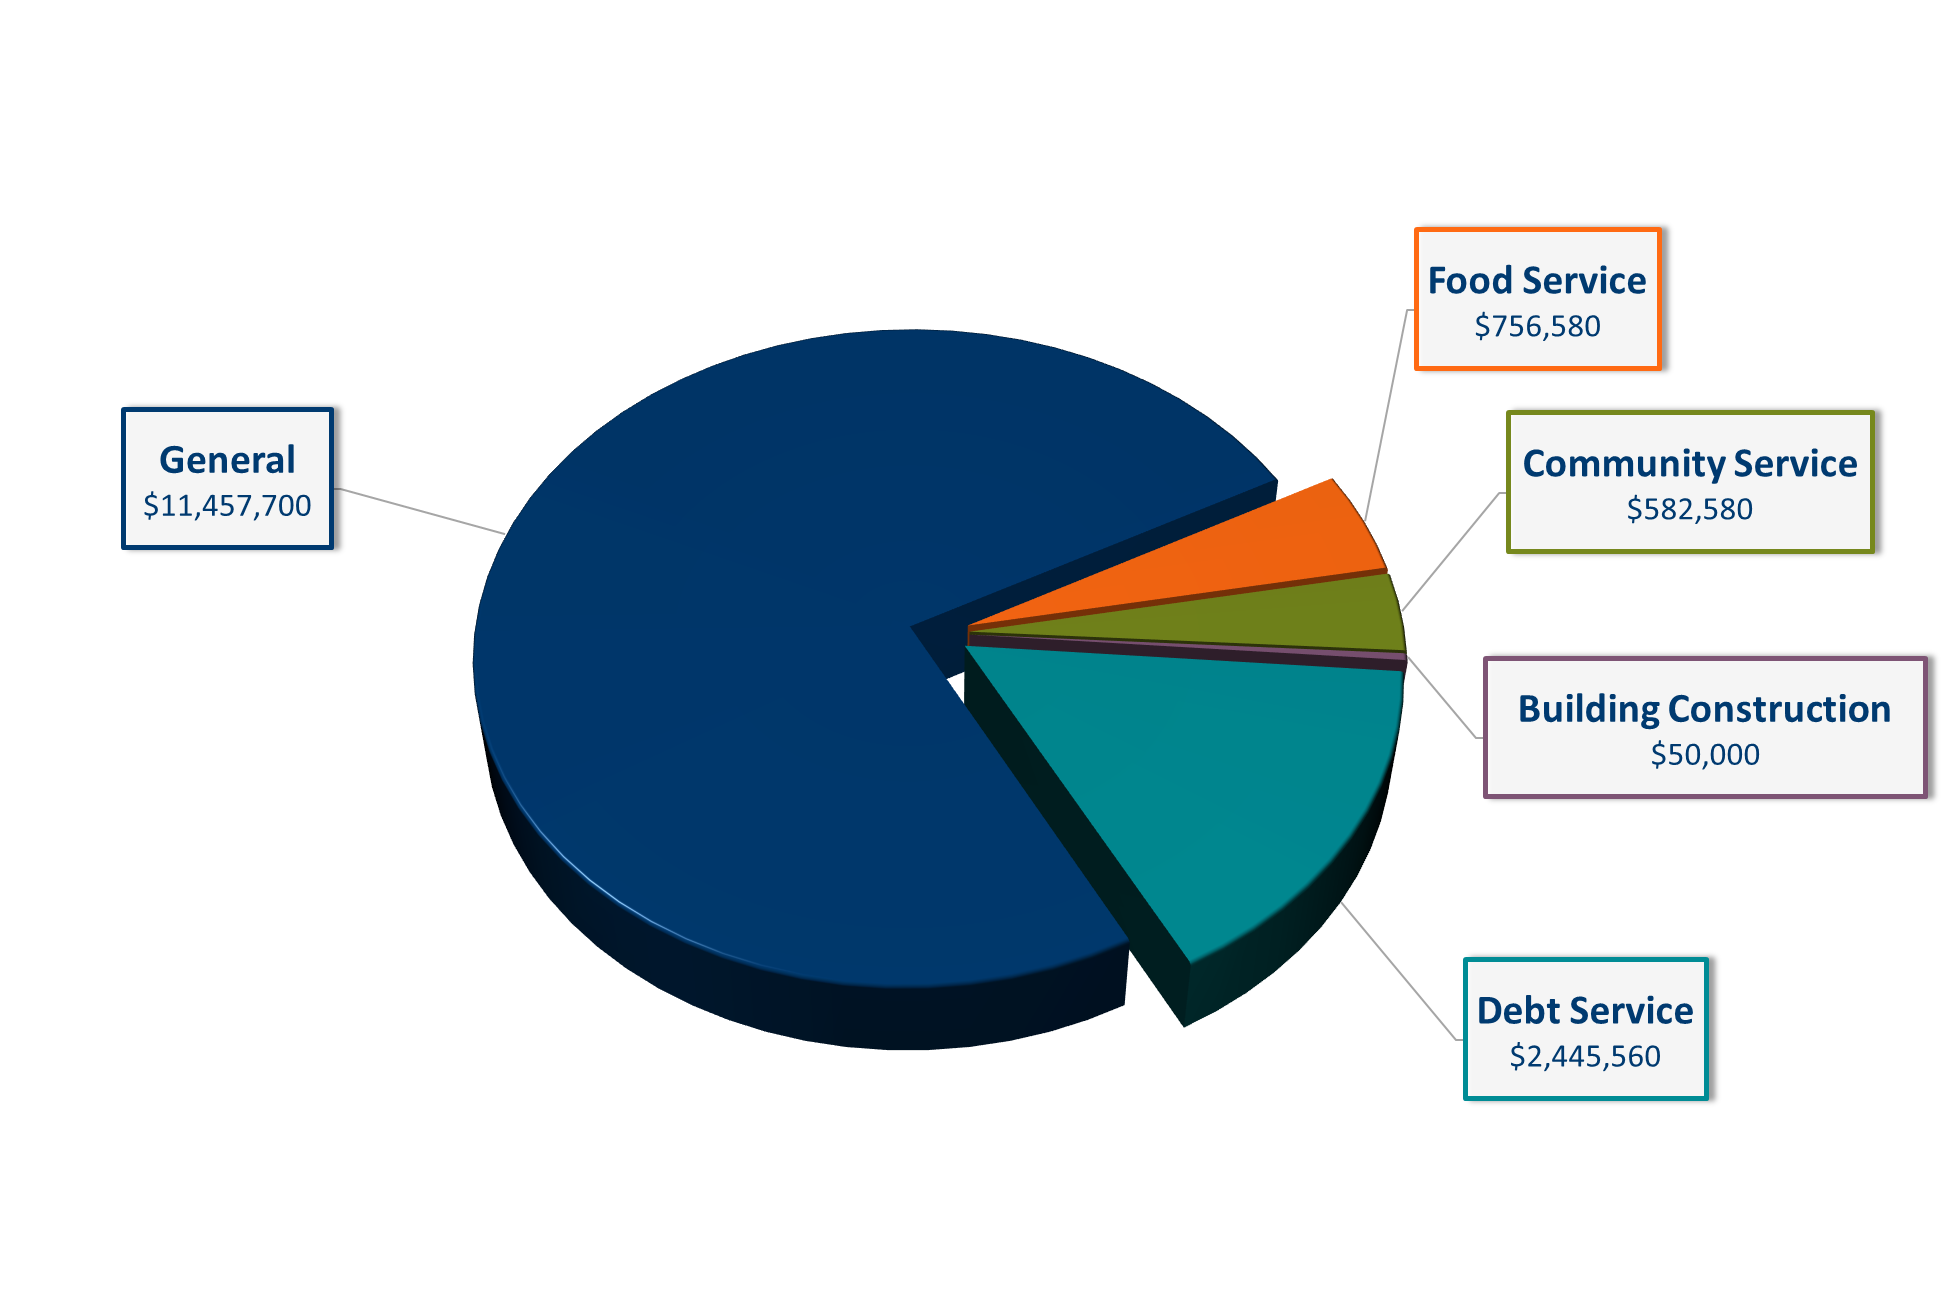 Food Service
$756,580
General
$11,457,700
Community Service
$582,580
Building Construction
$50,000
Debt Service
$2,445,560